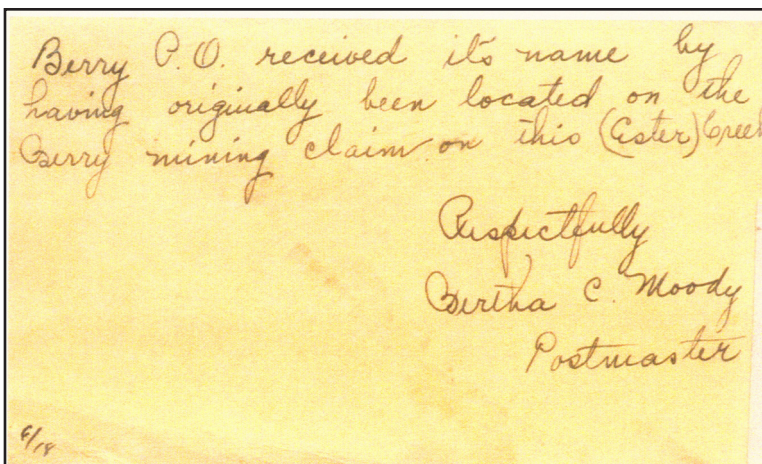 Berry P.O. received its name by
having originally been located on the
Berry mining claim on this (Ester) Creek
Respectfully
Bertha C. Moody
Postmaster
6/18